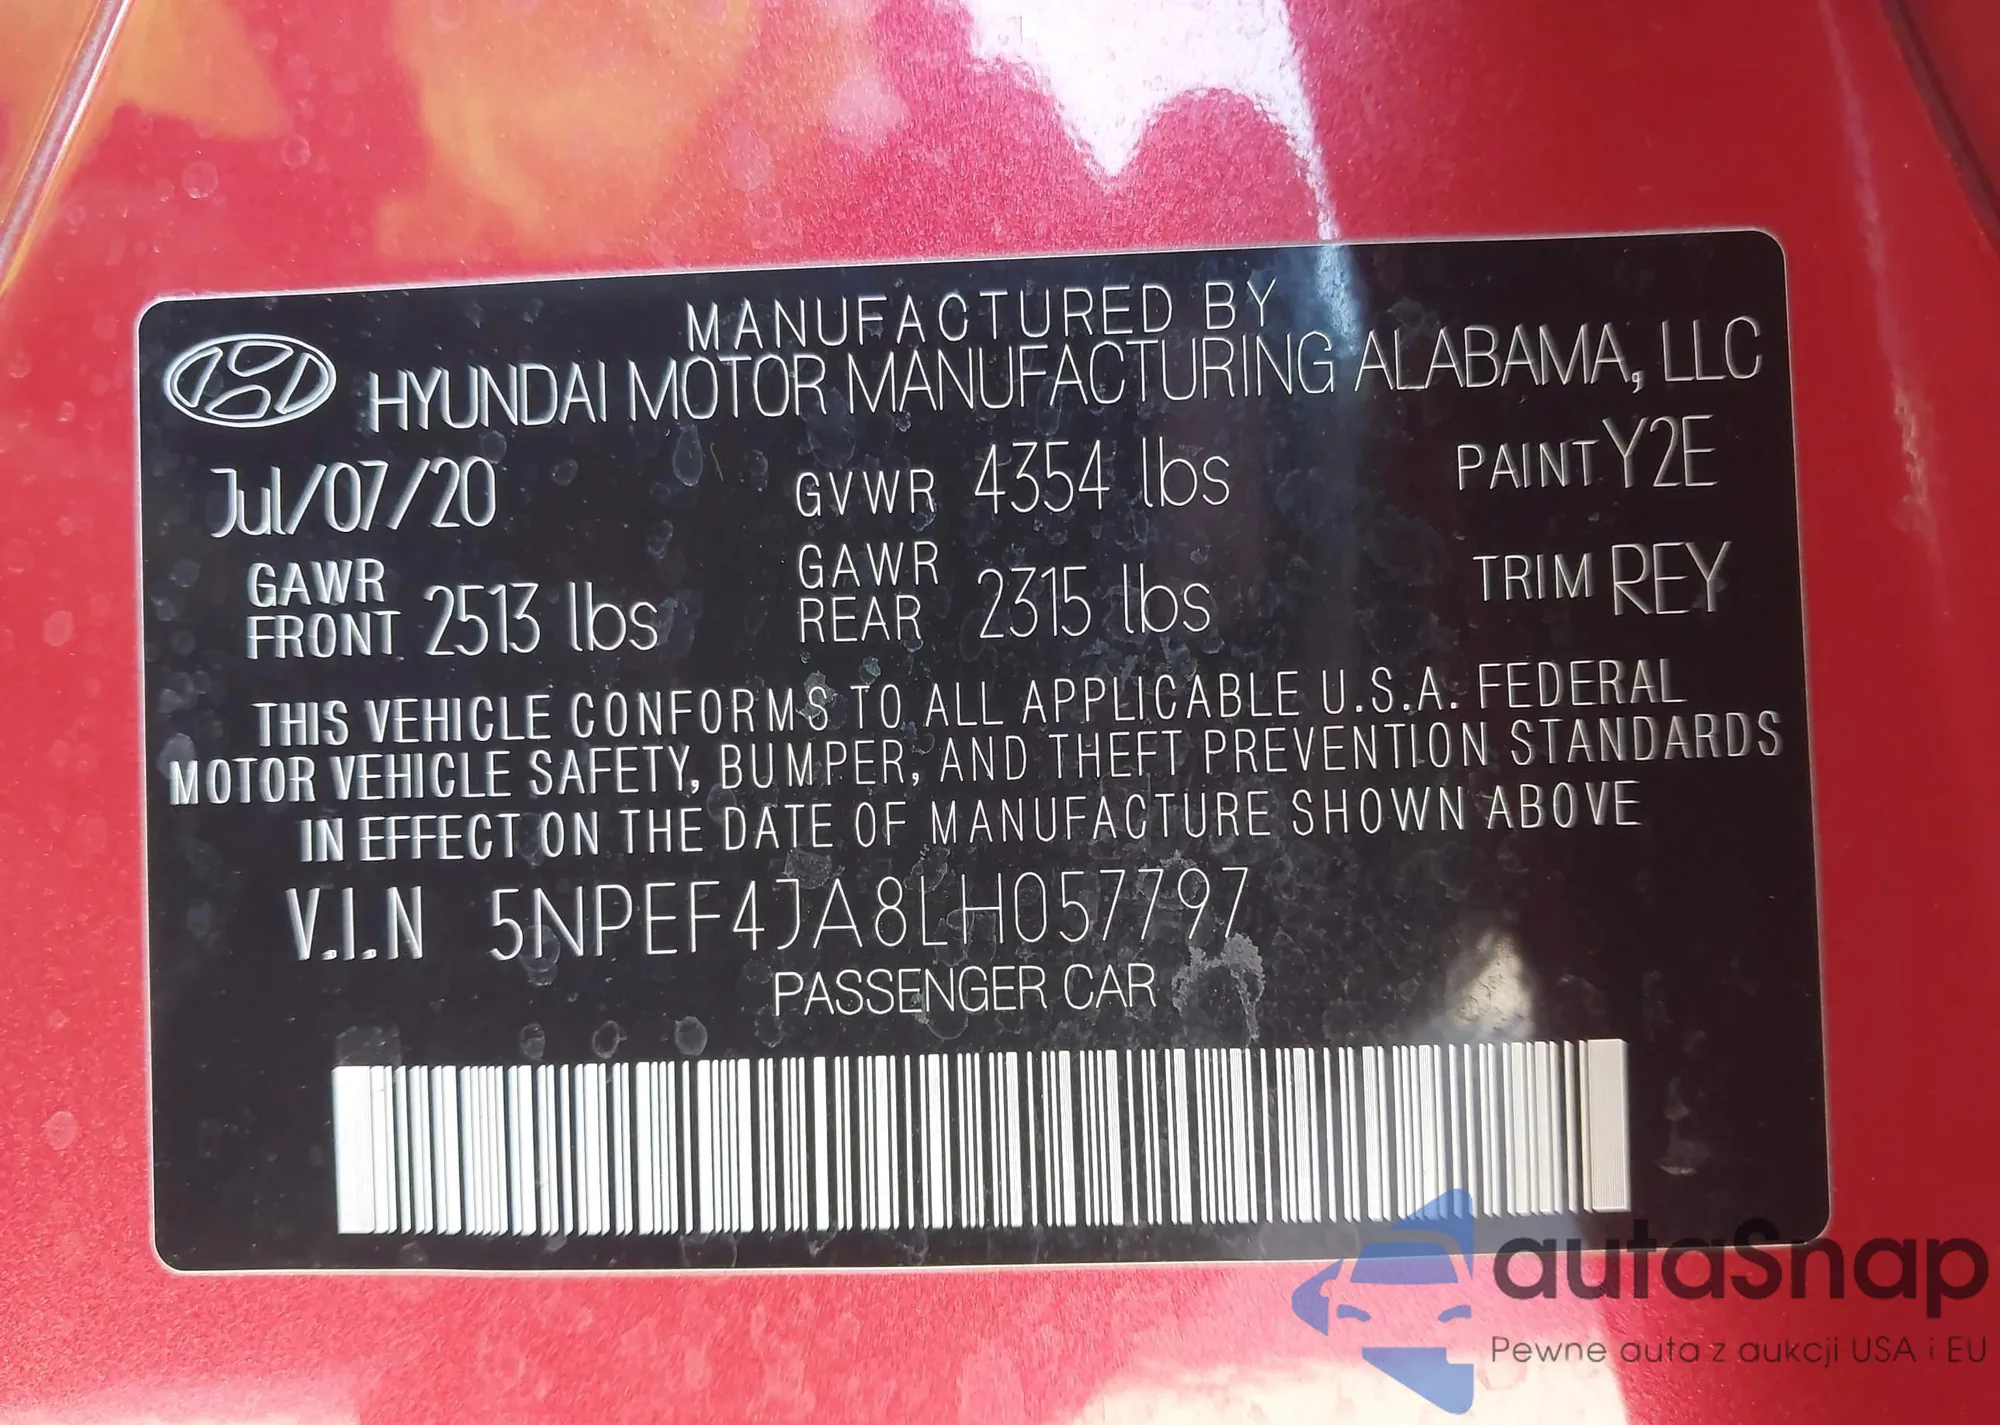 MANUFACTURED BY
HYUNDAI MOTOR MANUFACTURING ALABAMA, LLC
Jul/07/20 GVWR 4354 lbs PAINT Y2E
GAWR FRONT 2513 lbs GAWR REAR 2315 lbs TRIM REY
THIS VEHICLE CONFORMS TO ALL APPLICABLE U.S.A. FEDERAL
MOTOR VEHICLE SAFETY, BUMPER, AND THEFT PREVENTION STANDARDS
IN EFFECT ON THE DATE OF MANUFACTURE SHOWN ABOVE
V.I.N 5NPEF4JA8LH057797
PASSENGER CAR
autaSnap
Pewne auta z aukcji USA i EU